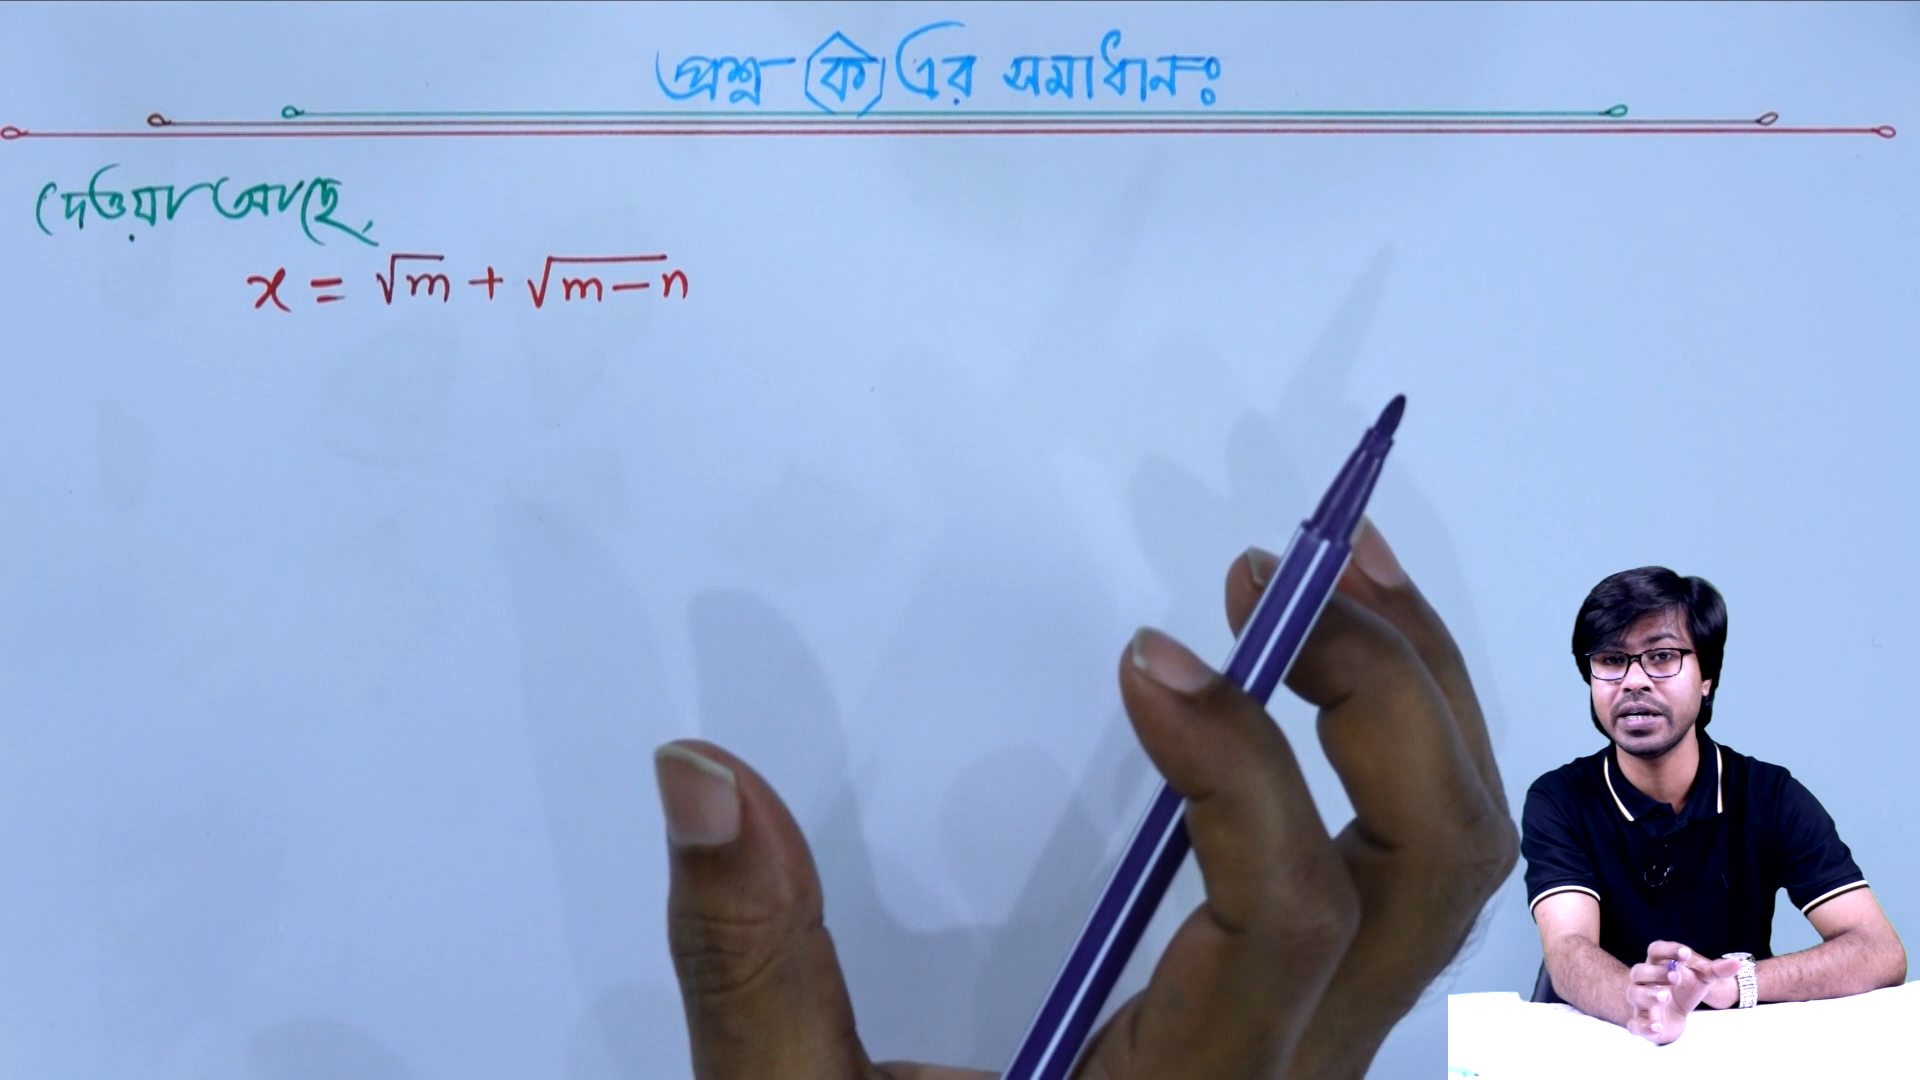 প্রশ্ন (ক) এর সমাধানঃ
দেওয়া আছে,
x = √m + √m-n